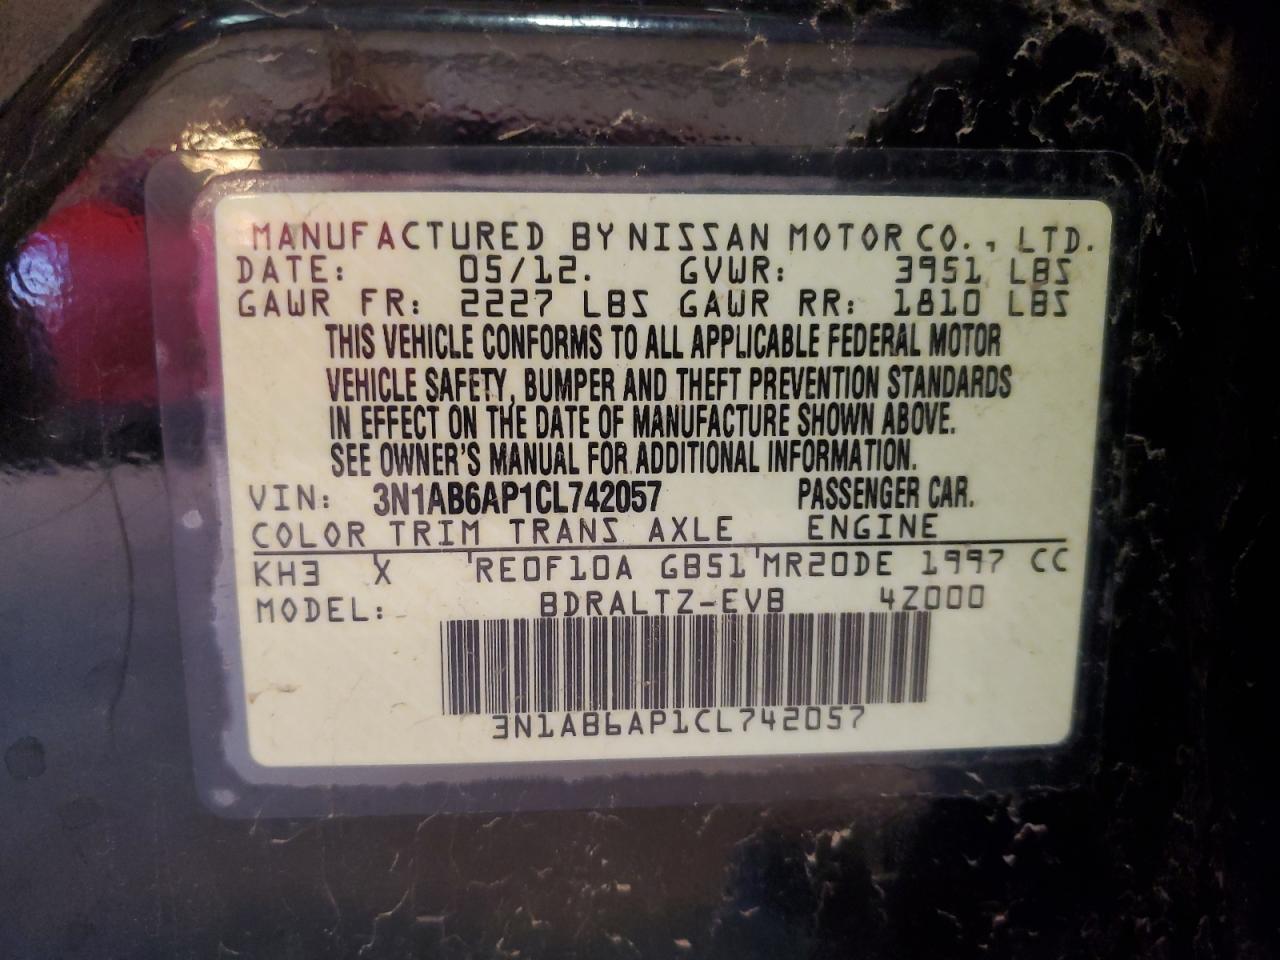 MANUFACTURED BY NISSAN MOTOR CO., LTD.
DATE: 05/12. GVWR: 3951 LBS
GAWR FR: 2227 LBS GAWR RR: 1810 LBS
THIS VEHICLE CONFORMS TO ALL APPLICABLE FEDERAL MOTOR
VEHICLE SAFETY, BUMPER AND THEFT PREVENTION STANDARDS
IN EFFECT ON THE DATE OF MANUFACTURE SHOWN ABOVE.
SEE OWNER'S MANUAL FOR ADDITIONAL INFORMATION.
VIN: 3N1AB6AP1CL742057 PASSENGER CAR.
COLOR TRIM TRANS AXLE ENGINE
KH3 X RE0F10A GB51 MR20DE 1997 CC
MODEL: BDRALTZ-EVB 4Z000
3N1AB6AP1CL742057